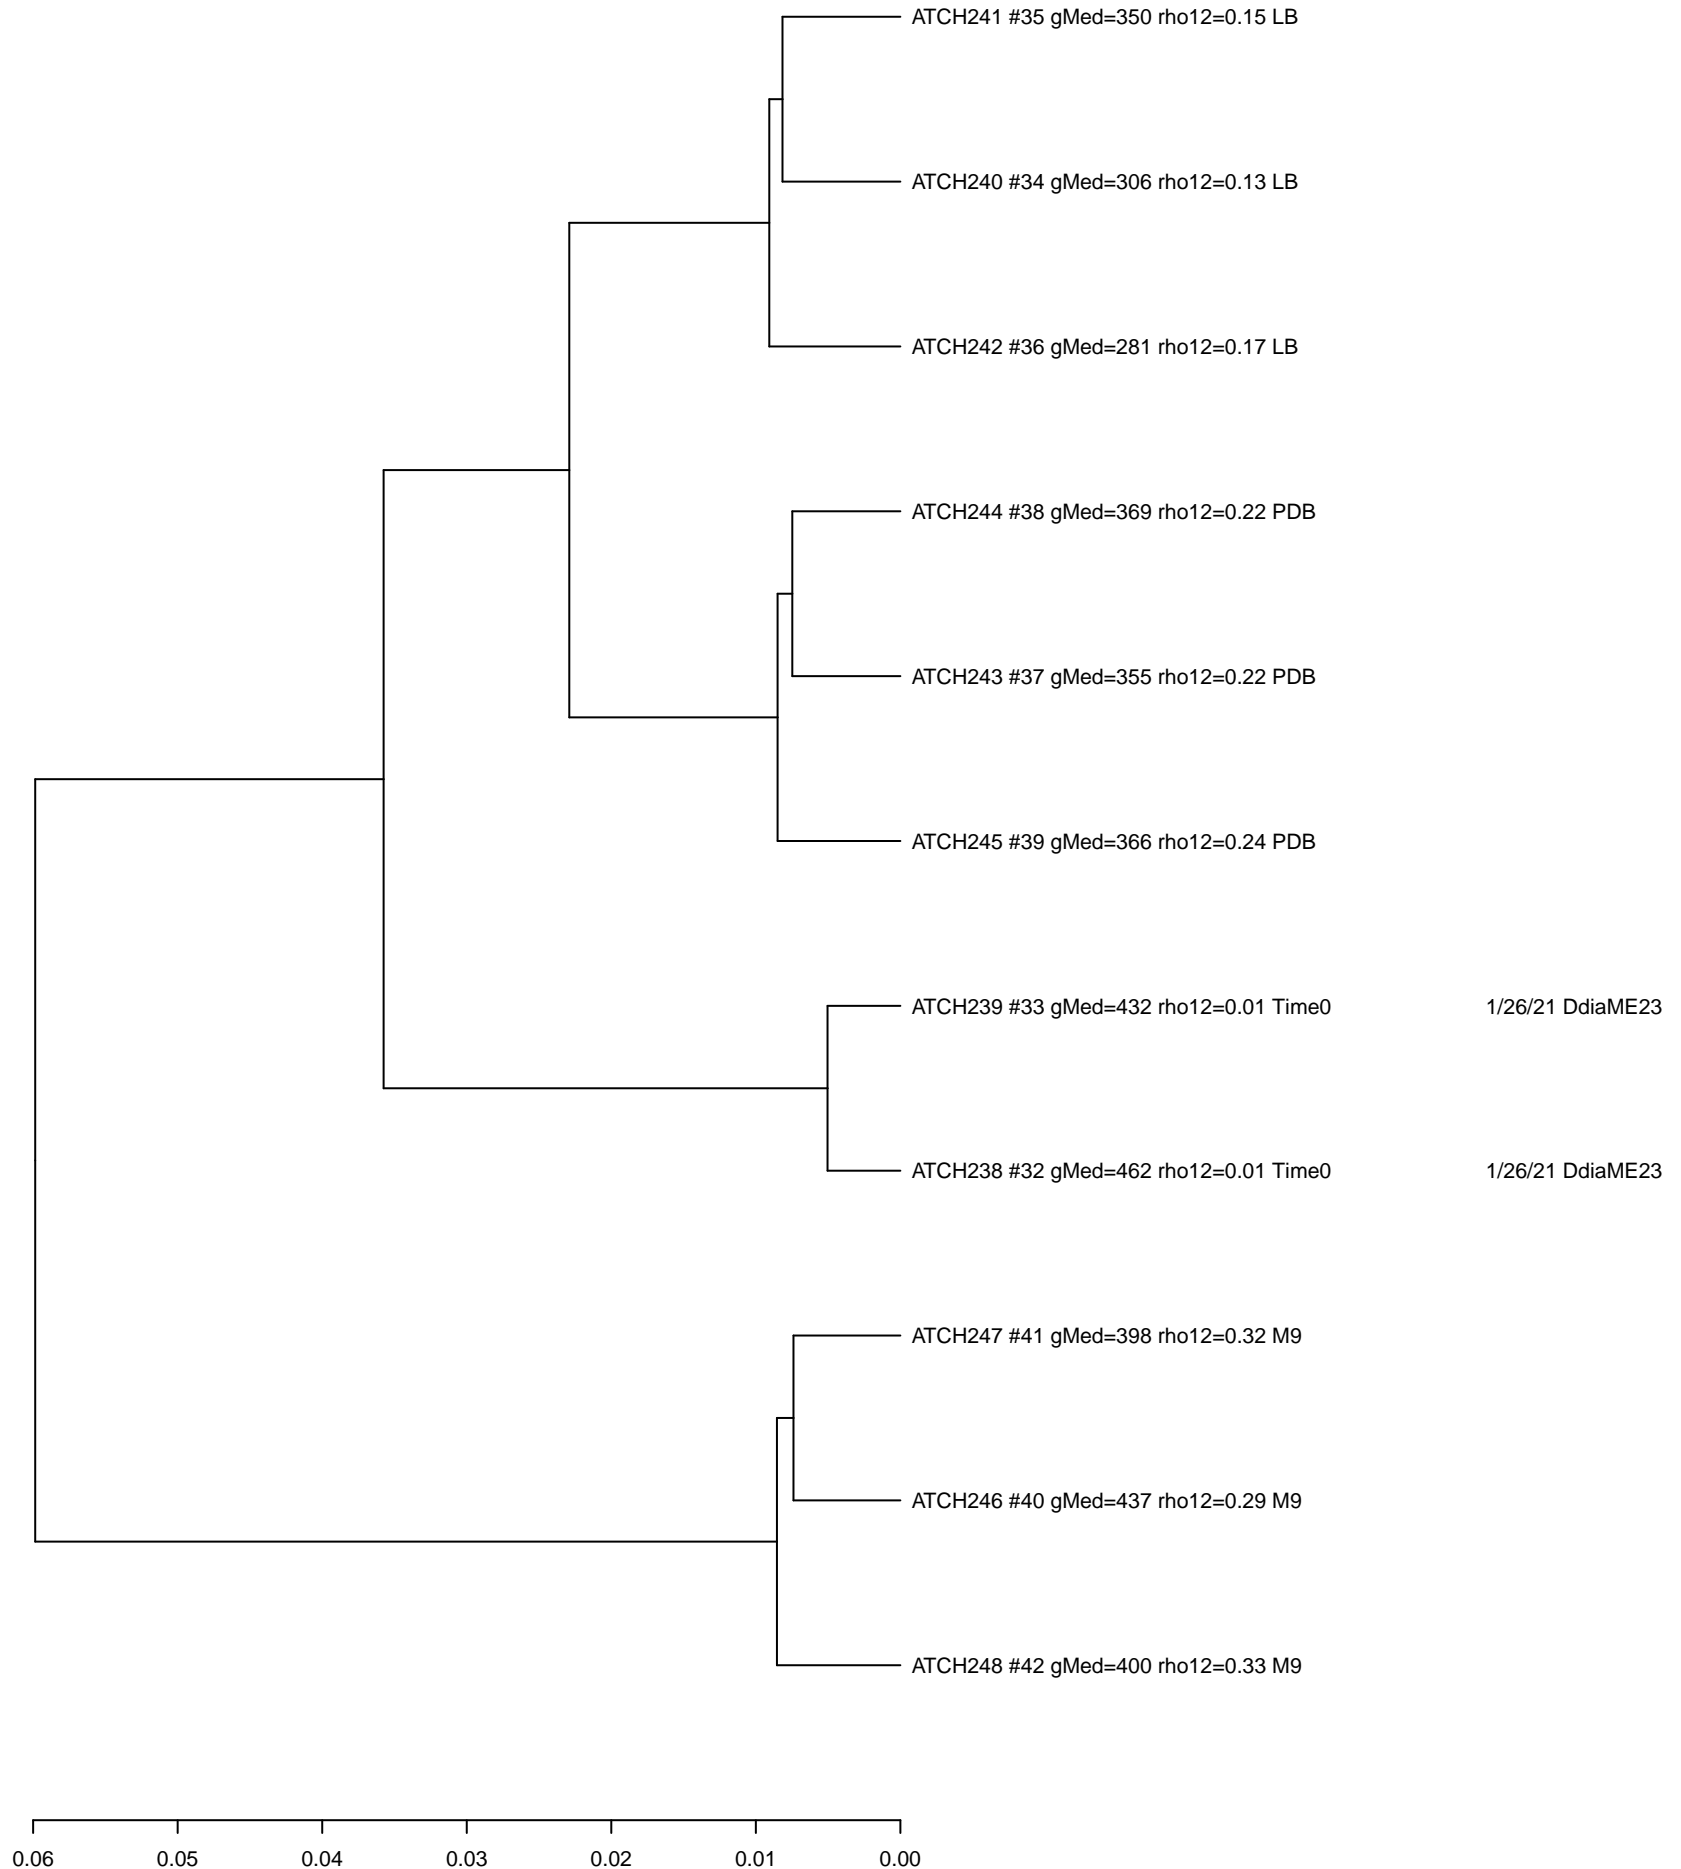 ATCH241 #35 gMed=350 rho12=0.15 LB
ATCH240 #34 gMed=306 rho12=0.13 LB
ATCH242 #36 gMed=281 rho12=0.17 LB
ATCH244 #38 gMed=369 rho12=0.22 PDB
ATCH243 #37 gMed=355 rho12=0.22 PDB
ATCH245 #39 gMed=366 rho12=0.24 PDB
ATCH239 #33 gMed=432 rho12=0.01 Time0 1/26/21 DdiaME23
ATCH238 #32 gMed=462 rho12=0.01 Time0 1/26/21 DdiaME23
ATCH247 #41 gMed=398 rho12=0.32 M9
ATCH246 #40 gMed=437 rho12=0.29 M9
ATCH248 #42 gMed=400 rho12=0.33 M9
0.06 0.05 0.04 0.03 0.02 0.01 0.00